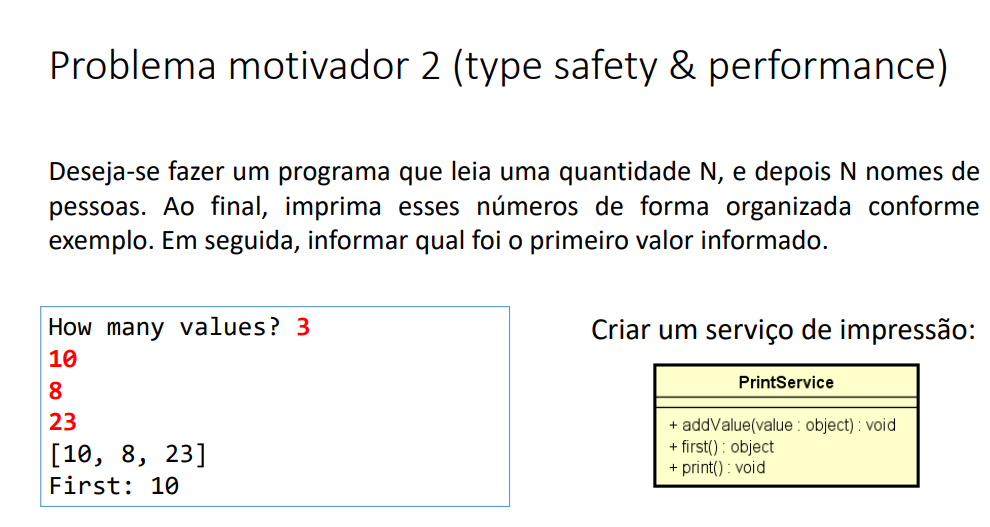 Problema motivador 2 (type safety & performance)
Deseja-se fazer um programa que leia uma quantidade N, e depois N nomes de
pessoas. Ao final, imprima esses números de forma organizada conforme
exemplo. Em seguida, informar qual foi o primeiro valor informado.
How many values? 3
10
8
23
[10, 8, 23]
First: 10
Criar um serviço de impressão:
PrintService
+ addValue(value : object) : void
+ first() : object
+ print() : void